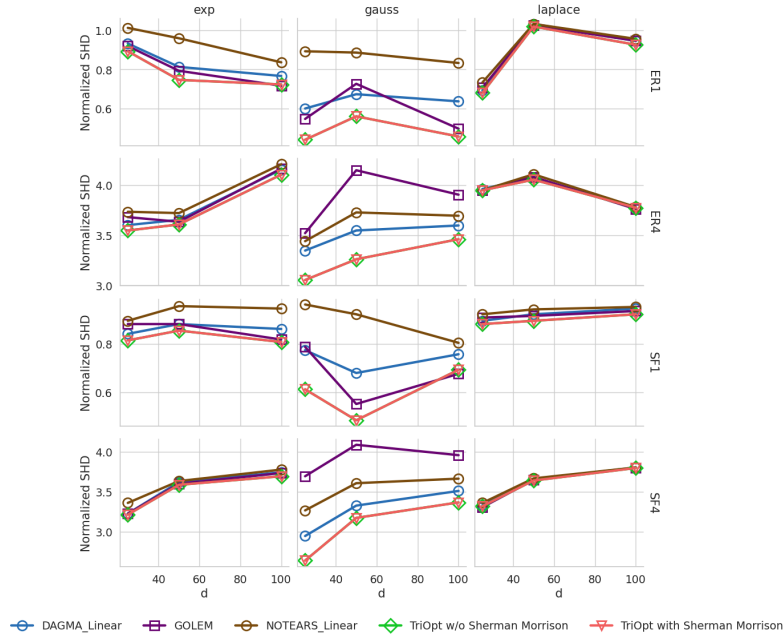 exp gauss laplace
Normalized SHD
1.0
0.8
0.6
ER1
Normalized SHD
4.0
3.5
3.0
ER4
Normalized SHD
0.8
0.6
SF1
Normalized SHD
4.0
3.5
3.0
SF4
40 60 80 100 40 60 80 100 40 60 80 100
d d d
DAGMA_Linear GOLEM NOTEARS_Linear TriOpt w/o Sherman Morrison TriOpt with Sherman Morrison